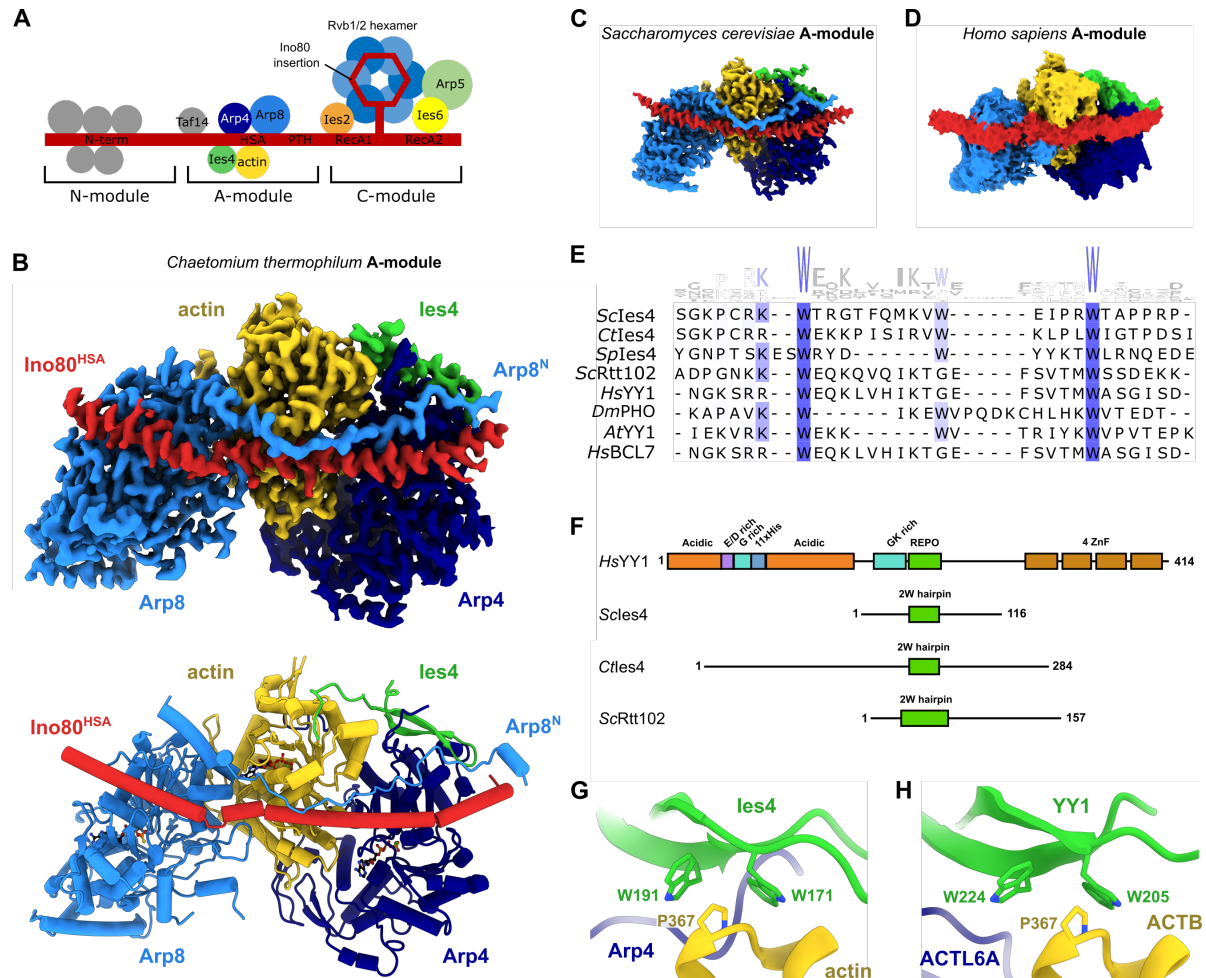 A
Rvb1/2 hexamer
Ino80
insertion
Arp5
Taf14
Arp4
Arp8
Ies2
Ies6
N-term
HSA
PTH
RecA1
RecA2
Ies4
actin
N-module
A-module
C-module
B
Chaetomium thermophilum A-module
actin
Ies4
Ino80HSA
Arp8N
Arp8
Arp4
actin
Ies4
Ino80HSA
Arp8N
Arp8
Arp4
C
Saccharomyces cerevisiae A-module
D
Homo sapiens A-module
E
ScIes4 SGKPCRK--WTRGTFQMKVW------EIPRWTAPPRP-
CtIes4 SGKPCRR--WEKKPISIRVW------KLPLWIGTPDSI
SpIes4 YGNPTSKESWRYD------W------YYKTWLRNQEDE
ScRtt102 ADPGNKK--WEQKQVQIKTGE-----FSVTMWSSDEKK-
HsYY1 -NGKSRR--WEQKLVHIKTGE-----FSVTMWASGISD-
DmPHO -KAPAVK--W-------IKEWVPQDKCHLHKWVTEDT--
AtYY1 -IEKVRK--WEKK------WV-----TRIYKWVPVTEPK
HsBCL7 -NGKSRR--WEQKLVHIKTGE-----FSVTMWASGISD-
F
Acidic
E/D rich
G rich
11xHis
Acidic
GK rich
REPO
4 ZnF
HsYY1
1
414
2W hairpin
ScIes4
1
116
2W hairpin
CtIes4
1
284
2W hairpin
ScRtt102
1
157
G
Ies4
W191
W171
P367
Arp4
actin
H
YY1
W224
W205
P367
ACTB
ACTL6A